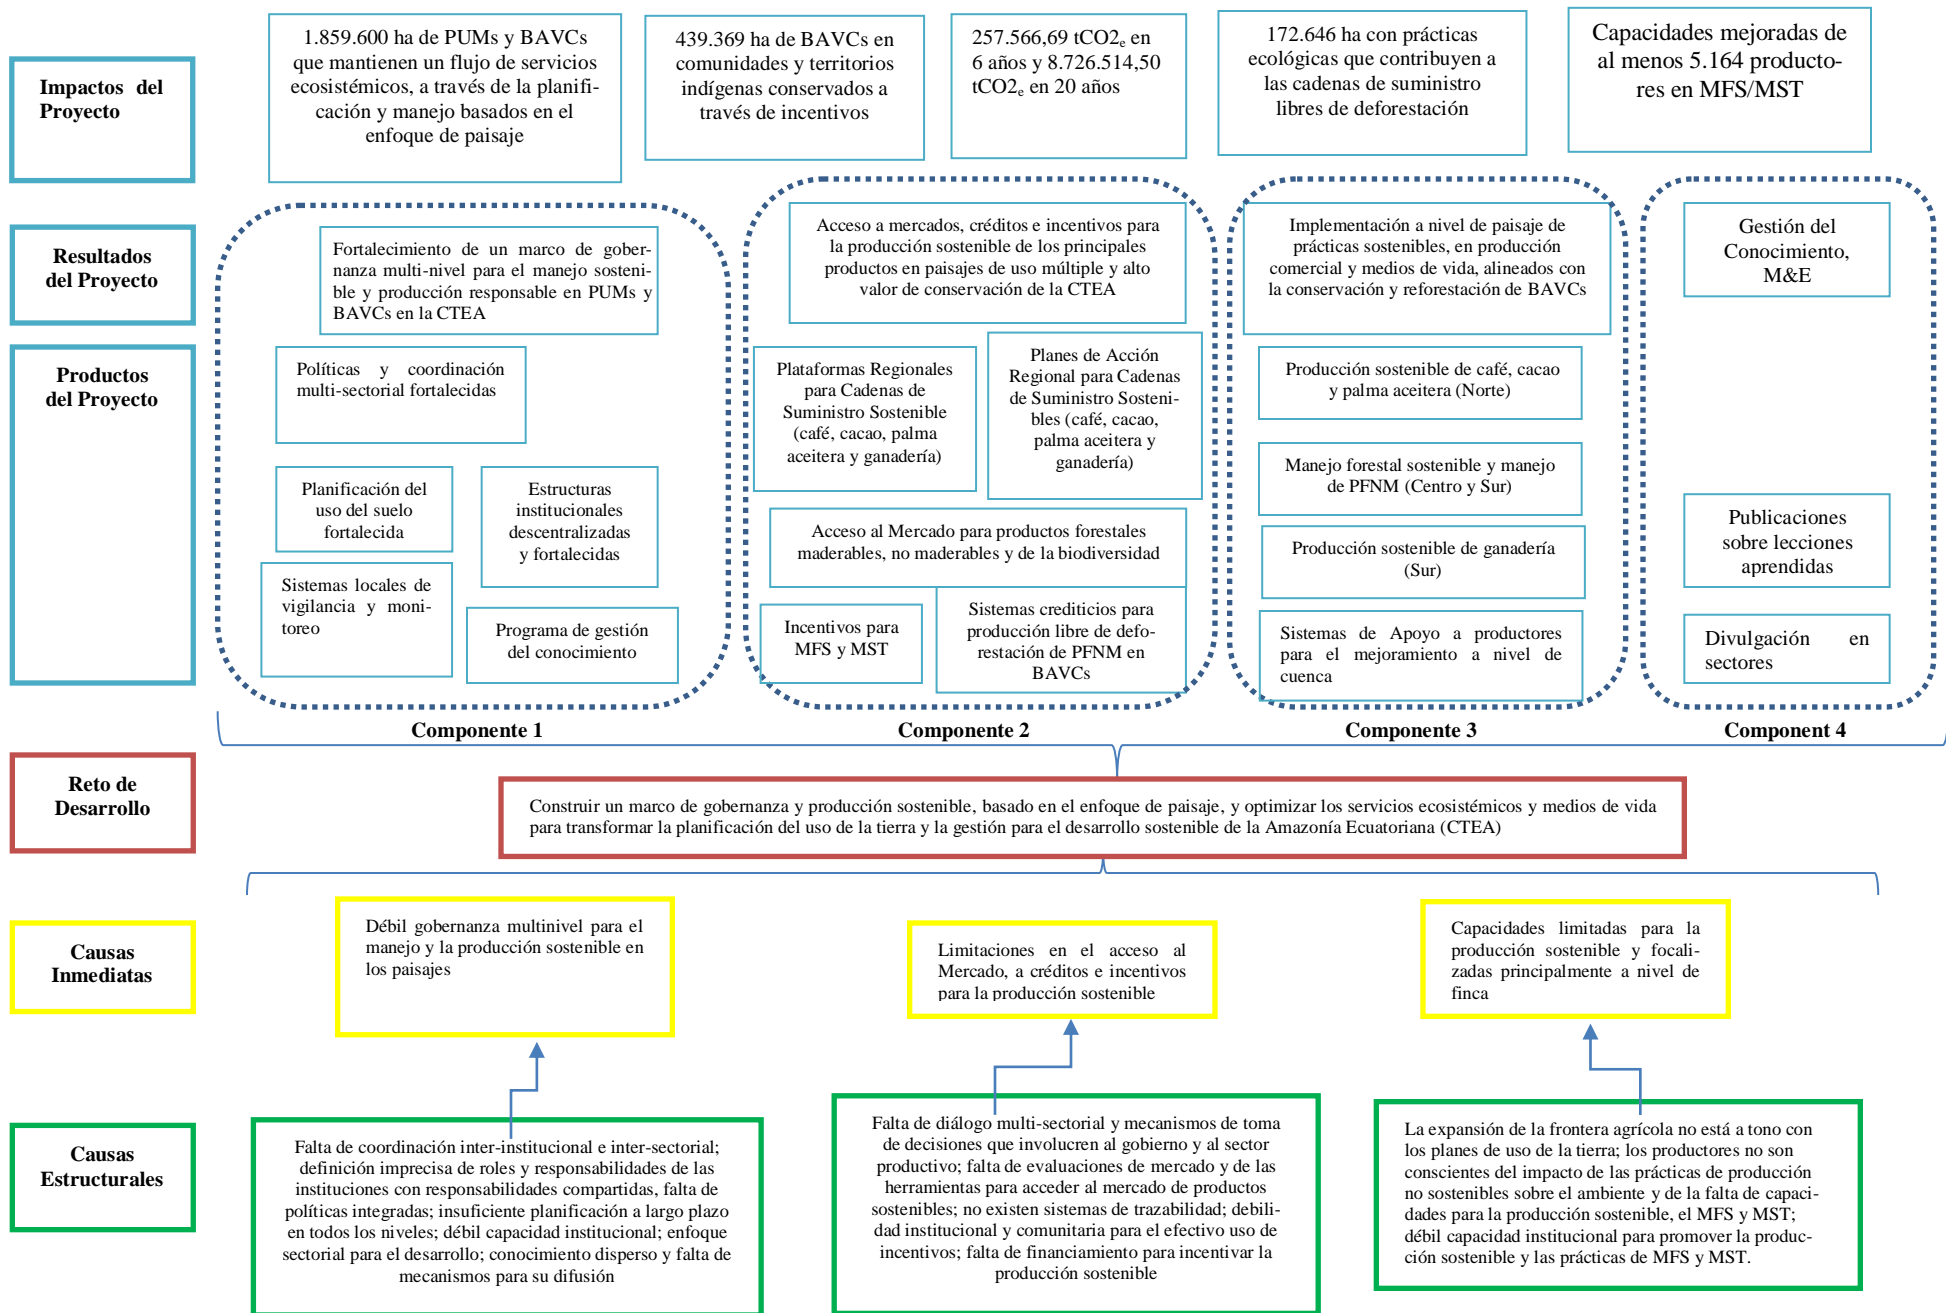 Impactos del
Proyecto
1.859.600 ha de PUMs y BAVCs
que mantienen un flujo de servicios
ecosistémicos, a través de la planifi-
cación y manejo basados en el
enfoque de paisaje
439.369 ha de BAVCs en
comunidades y territorios
indígenas conservados a
través de incentivos
257.566,69 tCO2e en
6 años y 8.726.514,50
tCO2e en 20 años
172.646 ha con prácticas
ecológicas que contribuyen a
las cadenas de suministro
libres de deforestación
Capacidades mejoradas de
al menos 5.164 producto-
res en MFS/MST
Resultados
del Proyecto
Fortalecimiento de un marco de gober-
nanza multi-nivel para el manejo sosteni-
ble y producción responsable en PUMs y
BAVCs en la CTEA
Acceso a mercados, créditos e incentivos para
la producción sostenible de los principales
productos en paisajes de uso múltiple y alto
valor de conservación de la CTEA
Implementación a nivel de paisaje de
prácticas sostenibles, en producción
comercial y medios de vida, alineados con
la conservación y reforestación de BAVCs
Gestión del
Conocimiento,
M&E
Productos
del Proyecto
Políticas y coordinación
multi-sectorial fortalecidas
Planificación del
uso del suelo
fortalecida
Estructuras
institucionales
descentralizadas
y fortalecidas
Sistemas locales de
vigilancia y moni-
toreo
Programa de gestión
del conocimiento
Plataformas Regionales
para Cadenas de
Suministro Sostenible
(café, cacao, palma
aceitera y ganadería)
Planes de Acción
Regional para Cadenas
de Suministro Sosteni-
bles (café, cacao,
palma aceitera y
ganadería)
Acceso al Mercado para productos forestales
maderables, no maderables y de la biodiversidad
Incentivos para
MFS y MST
Sistemas crediticios para
producción libre de defo-
restación de PFNM en
BAVCs
Producción sostenible de café, cacao
y palma aceitera (Norte)
Manejo forestal sostenible y manejo
de PFNM (Centro y Sur)
Producción sostenible de ganadería
(Sur)
Sistemas de Apoyo a productores
para el mejoramiento a nivel de
cuenca
Publicaciones
sobre lecciones
aprendidas
Divulgación en
sectores
Componente 1
Componente 2
Componente 3
Component 4
Reto de
Desarrollo
Construir un marco de gobernanza y producción sostenible, basado en el enfoque de paisaje, y optimizar los servicios ecosistémicos y medios de vida
para transformar la planificación del uso de la tierra y la gestión para el desarrollo sostenible de la Amazonía Ecuatoriana (CTEA)
Causas
Inmediatas
Débil gobernanza multinivel para el
manejo y la producción sostenible en
los paisajes
Limitaciones en el acceso al
Mercado, a créditos e incentivos
para la producción sostenible
Capacidades limitadas para la
producción sostenible y focali-
zadas principalmente a nivel de
finca
Causas
Estructurales
Falta de coordinación inter-institucional e inter-sectorial;
definición imprecisa de roles y responsabilidades de las
instituciones con responsabilidades compartidas, falta de
políticas integradas; insuficiente planificación a largo plazo
en todos los niveles; débil capacidad institucional; enfoque
sectorial para el desarrollo; conocimiento disperso y falta de
mecanismos para su difusión
Falta de diálogo multi-sectorial y mecanismos de toma
de decisiones que involucren al gobierno y al sector
productivo; falta de evaluaciones de mercado y de las
herramientas para acceder al mercado de productos
sostenibles; no existen sistemas de trazabilidad; debili-
dad institucional y comunitaria para el efectivo uso de
incentivos; falta de financiamiento para incentivar la
producción sostenible
La expansión de la frontera agrícola no está a tono con
los planes de uso de la tierra; los productores no son
conscientes del impacto de las prácticas de producción
no sostenibles sobre el ambiente y de la falta de capaci-
dades para la producción sostenible, el MFS y MST;
débil capacidad institucional para promover la produc-
ción sostenible y las prácticas de MFS y MST.